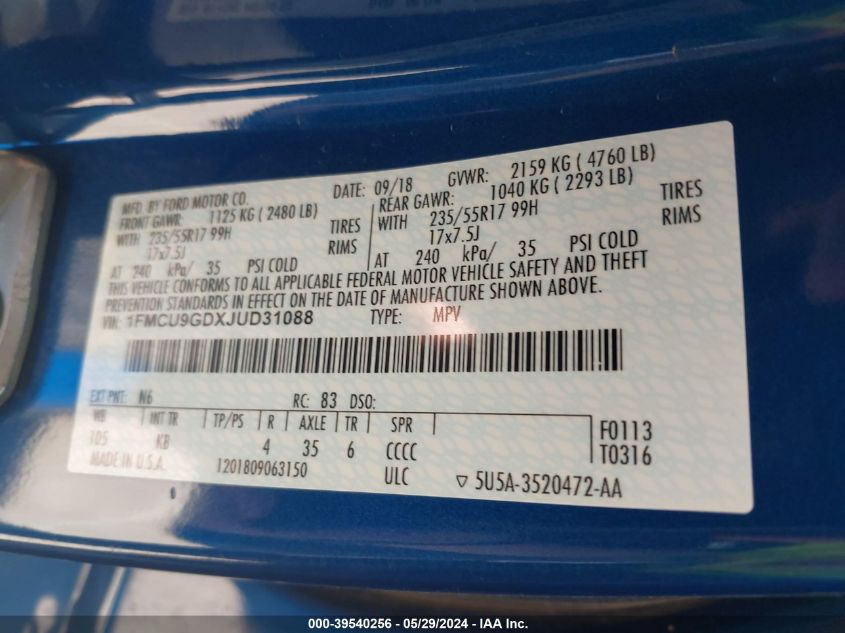 MFD. BY FORD MOTOR CO. DATE: 09/18 GVWR: 2159 KG ( 4760 LB)
FRONT GAWR: 1125 KG ( 2480 LB) REAR GAWR: 1040 KG ( 2293 LB)
WITH 235/55R17 99H TIRES WITH 235/55R17 99H TIRES
17x7.5J RIMS 17x7.5J RIMS
AT 240 kPa/ 35 PSI COLD AT 240 kPa/ 35 PSI COLD
THIS VEHICLE CONFORMS TO ALL APPLICABLE FEDERAL MOTOR VEHICLE SAFETY AND THEFT
PREVENTION STANDARDS IN EFFECT ON THE DATE OF MANUFACTURE SHOWN ABOVE.
VIN: 1FMCU9GDXJUD31088 TYPE: MPV
EXT PNT: N6 RC: 83 DSO:
WB INT TR TP/PS R AXLE TR SPR F0113
105 KB 4 35 6 CCCC T0316
MADE IN U.S.A. 1201809063150 ULC ▽ 5U5A-3520472-AA
000-39540256 - 05/29/2024 - IAA Inc.